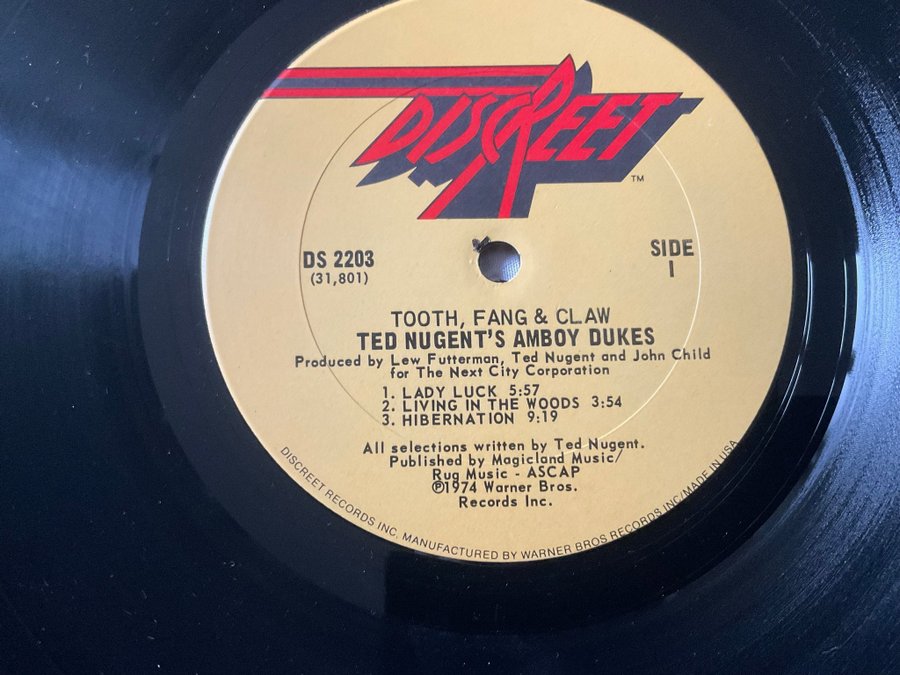 DISCREET
TM
DS 2203
(31,801)
SIDE
1
TOOTH, FANG & CLAW
TED NUGENT'S AMBOY DUKES
Produced by Lew Futterman, Ted Nugent and John Child
for The Next City Corporation
1. LADY LUCK 5:57
2. LIVING IN THE WOODS 3:54
3. HIBERNATION 9:19
All selections written by Ted Nugent.
Published by Magicland Music/
Rug Music - ASCAP
℗1974 Warner Bros.
Records Inc.
DISCREET RECORDS INC. MANUFACTURED BY WARNER BROS RECORDS INC/MADE IN USA